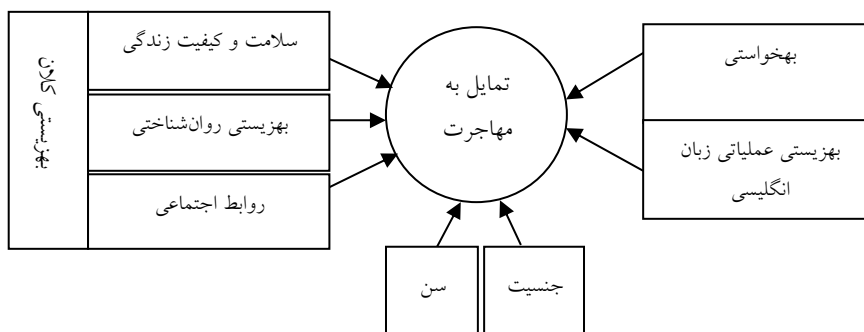 بهزیستی کلان
سلامت و کیفیت زندگی
بهزیستی روان‌شناختی
روابط اجتماعی
تمایل به
مهاجرت
بهخواستی
بهزیستی عملیاتی زبان
انگلیسی
سن
جنسیت